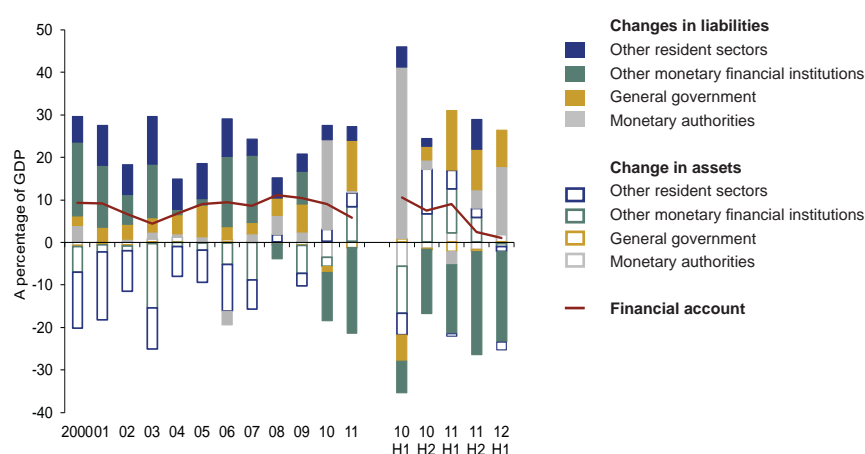 50
40
30
20
10
0
-10
-20
-30
-40
A percentage of GDP
2000 01 02 03 04 05 06 07 08 09 10 11 10 10 11 11 12
H1 H2 H1 H2 H1
Changes in liabilities
Other resident sectors
Other monetary financial institutions
General government
Monetary authorities
Change in assets
Other resident sectors
Other monetary financial institutions
General government
Monetary authorities
Financial account